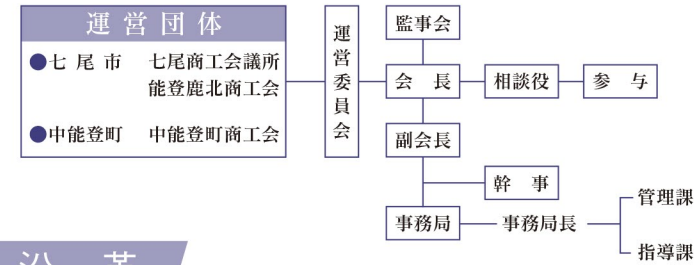 運営団体
●七尾市 七尾商工会議所
能登鹿北商工会
●中能登町 中能登町商工会
運営委員会
監事会
会長
相談役
参与
副会長
幹事
事務局
事務局長
管理課
指導課
沿革